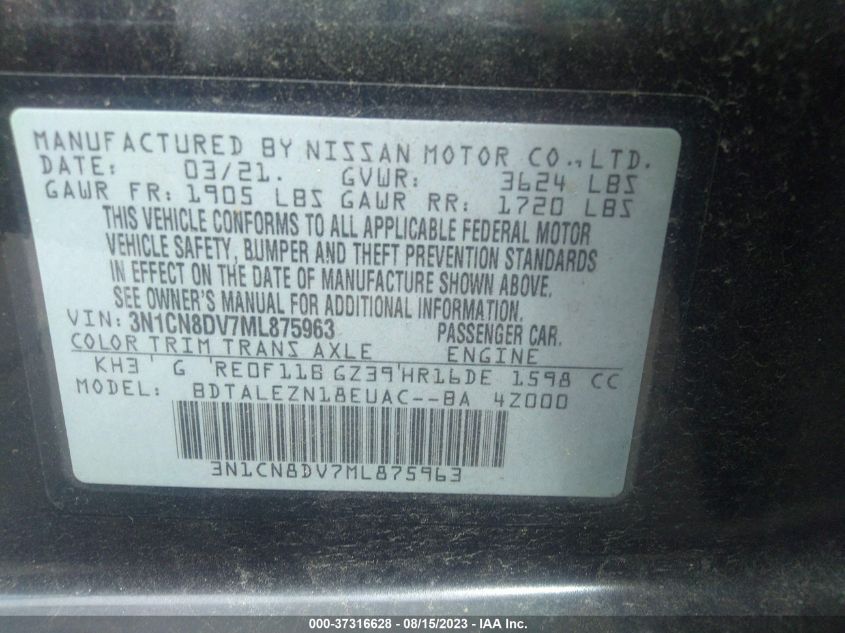 MANUFACTURED BY NISSAN MOTOR CO.,LTD.
DATE: 03/21. GVWR: 3624 LBS
GAWR FR: 1905 LBS GAWR RR: 1720 LBS
THIS VEHICLE CONFORMS TO ALL APPLICABLE FEDERAL MOTOR
VEHICLE SAFETY, BUMPER AND THEFT PREVENTION STANDARDS
IN EFFECT ON THE DATE OF MANUFACTURE SHOWN ABOVE.
SEE OWNER'S MANUAL FOR ADDITIONAL INFORMATION.
VIN: 3N1CN8DV7ML875963 PASSENGER CAR.
COLOR TRIM TRANS AXLE ENGINE
KH3 ' G 'RE0F11B GZ39'HR16DE 1598 CC
MODEL: BDTALEZN18EUAC--BA 4Z000
3N1CN8DV7ML875963
000-37316628 - 08/15/2023 - IAA Inc.